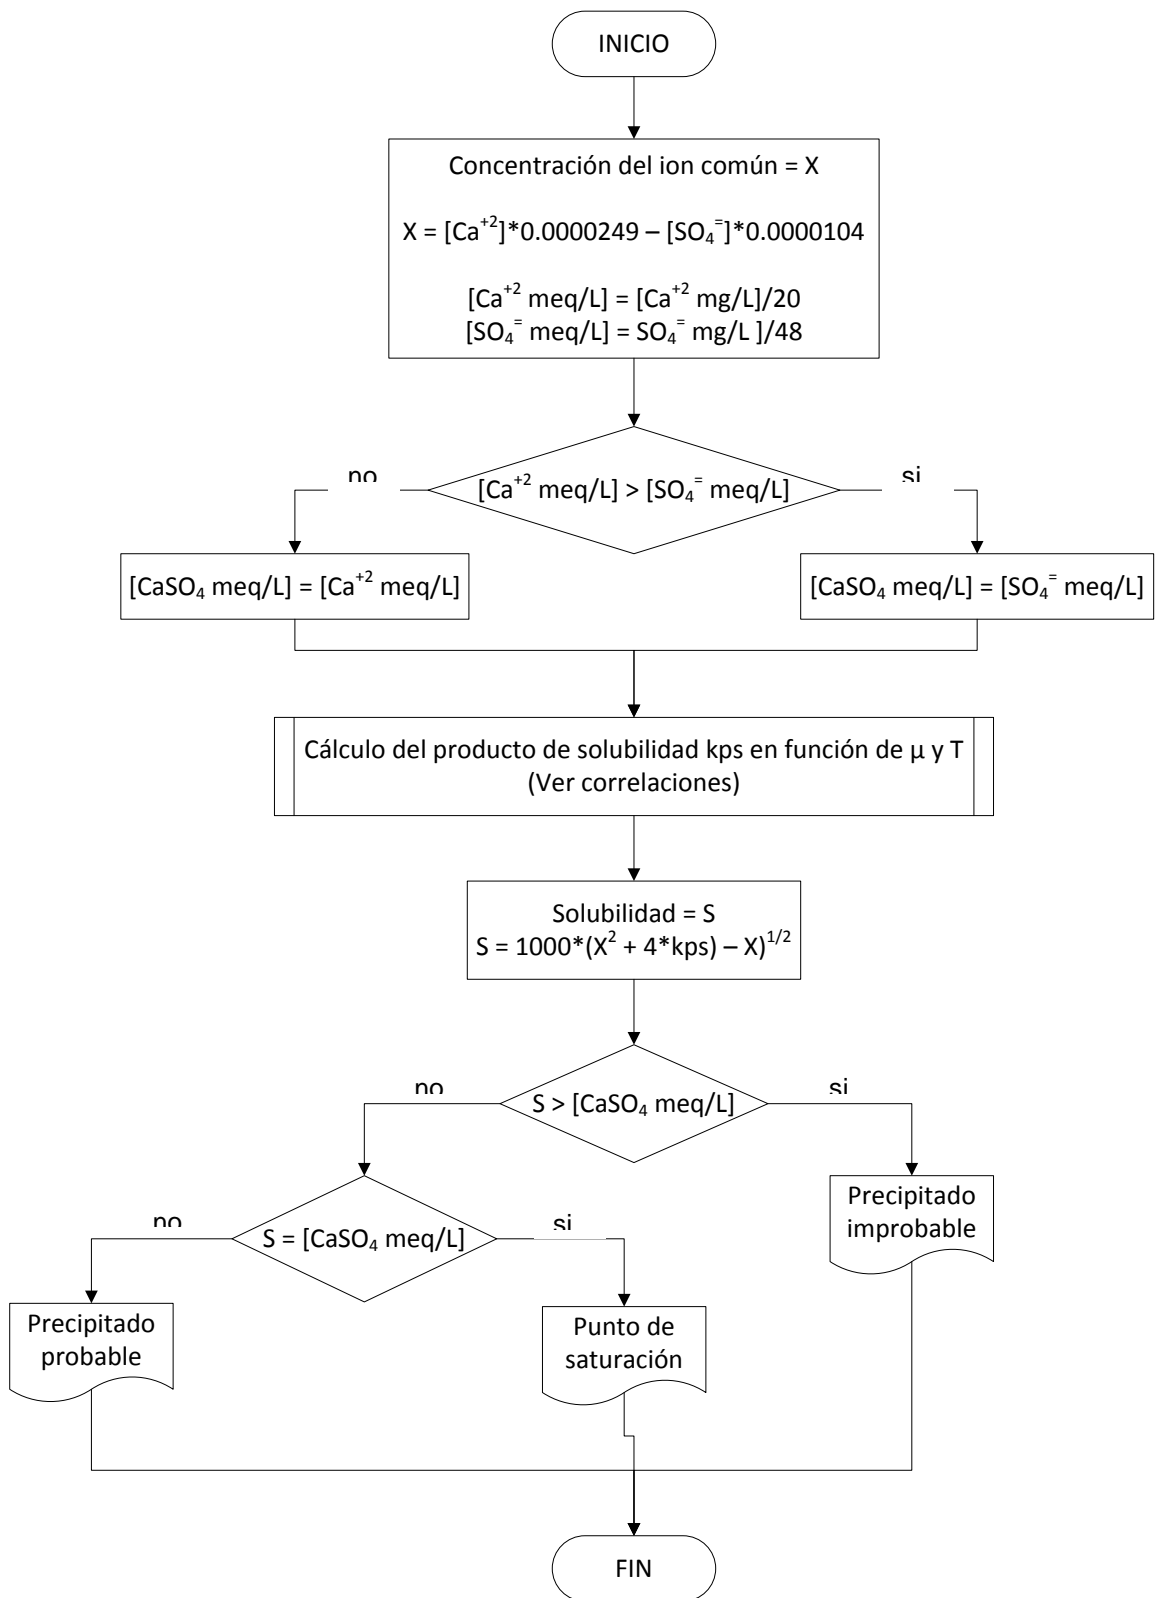 INICIO
Concentración del ion común = X
X = [Ca⁺²]*0.0000249 – [SO₄⁼]*0.0000104
[Ca⁺² meq/L] = [Ca⁺² mg/L]/20
[SO₄⁼ meq/L] = SO₄⁼ mg/L ]/48
no
[Ca⁺² meq/L] > [SO₄⁼ meq/L]
si
[CaSO₄ meq/L] = [Ca⁺² meq/L]
[CaSO₄ meq/L] = [SO₄⁼ meq/L]
Cálculo del producto de solubilidad kps en función de μ y T
(Ver correlaciones)
Solubilidad = S
S = 1000*(X² + 4*kps) – X)¹/²
no
S > [CaSO₄ meq/L]
si
Precipitado
improbable
no
S = [CaSO₄ meq/L]
si
Precipitado
probable
Punto de
saturación
FIN